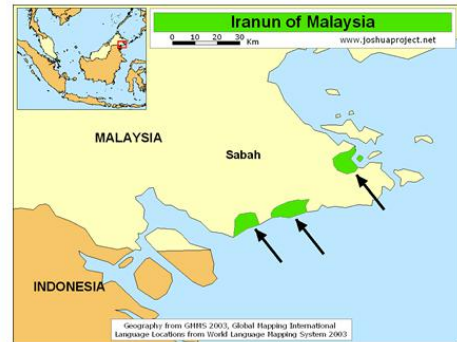 Iranun of Malaysia
0 10 20 30 Km
www.joshuaproject.net
MALAYSIA
Sabah
INDONESIA
Geography from GMMS 2003, Global Mapping International
Language Locations from World Language Mapping System 2003